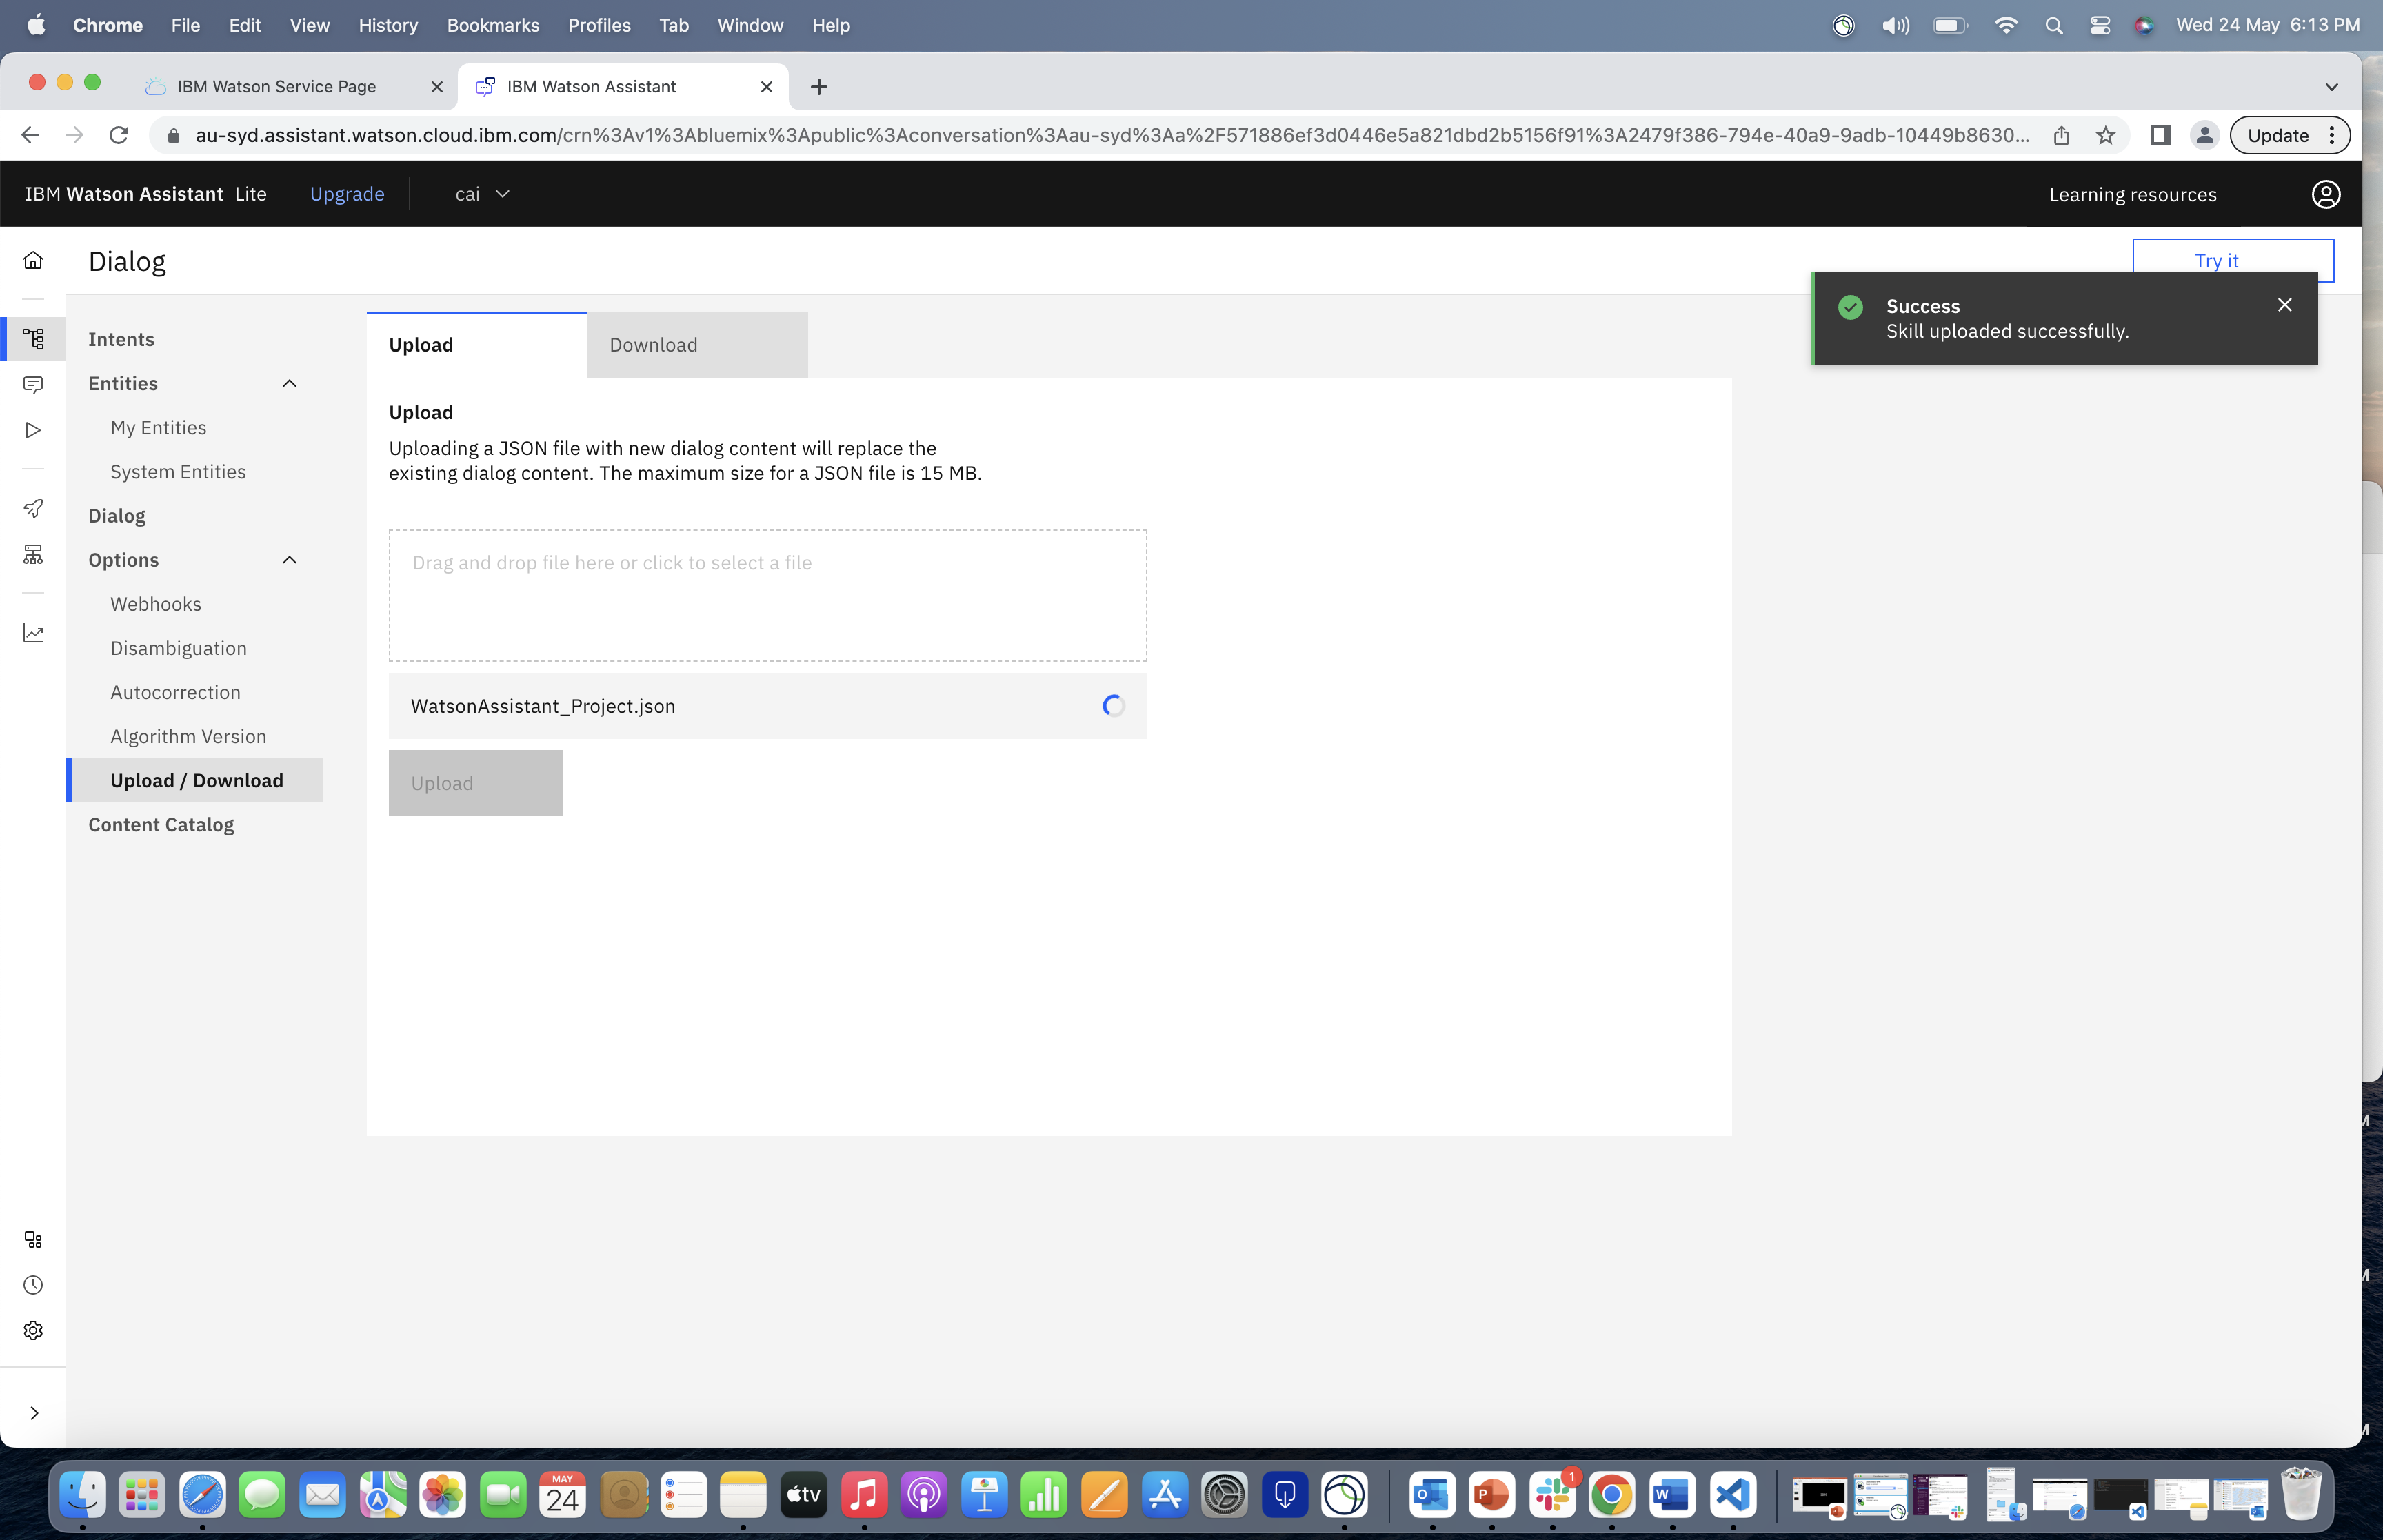 Chrome File Edit View History Bookmarks Profiles Tab Window Help Wed 24 May 6:13 PM
IBM Watson Service Page IBM Watson Assistant
au-syd.assistant.watson.cloud.ibm.com/crn%3Av1%3Abluemix%3Apublic%3Aconversation%3Aau-syd%3Aa%2F571886ef3d0446e5a821dbd2b5156f91%3A2479f386-794e-40a9-9adb-10449b8630... Update
IBM Watson Assistant Lite Upgrade cai Learning resources
Dialog Try it
Success
Skill uploaded successfully.
Intents
Entities
My Entities
System Entities
Dialog
Options
Webhooks
Disambiguation
Autocorrection
Algorithm Version
Upload / Download
Content Catalog
Upload Download
Upload
Uploading a JSON file with new dialog content will replace the
existing dialog content. The maximum size for a JSON file is 15 MB.
Drag and drop file here or click to select a file
WatsonAssistant_Project.json
Upload
MAY
24
tv
1